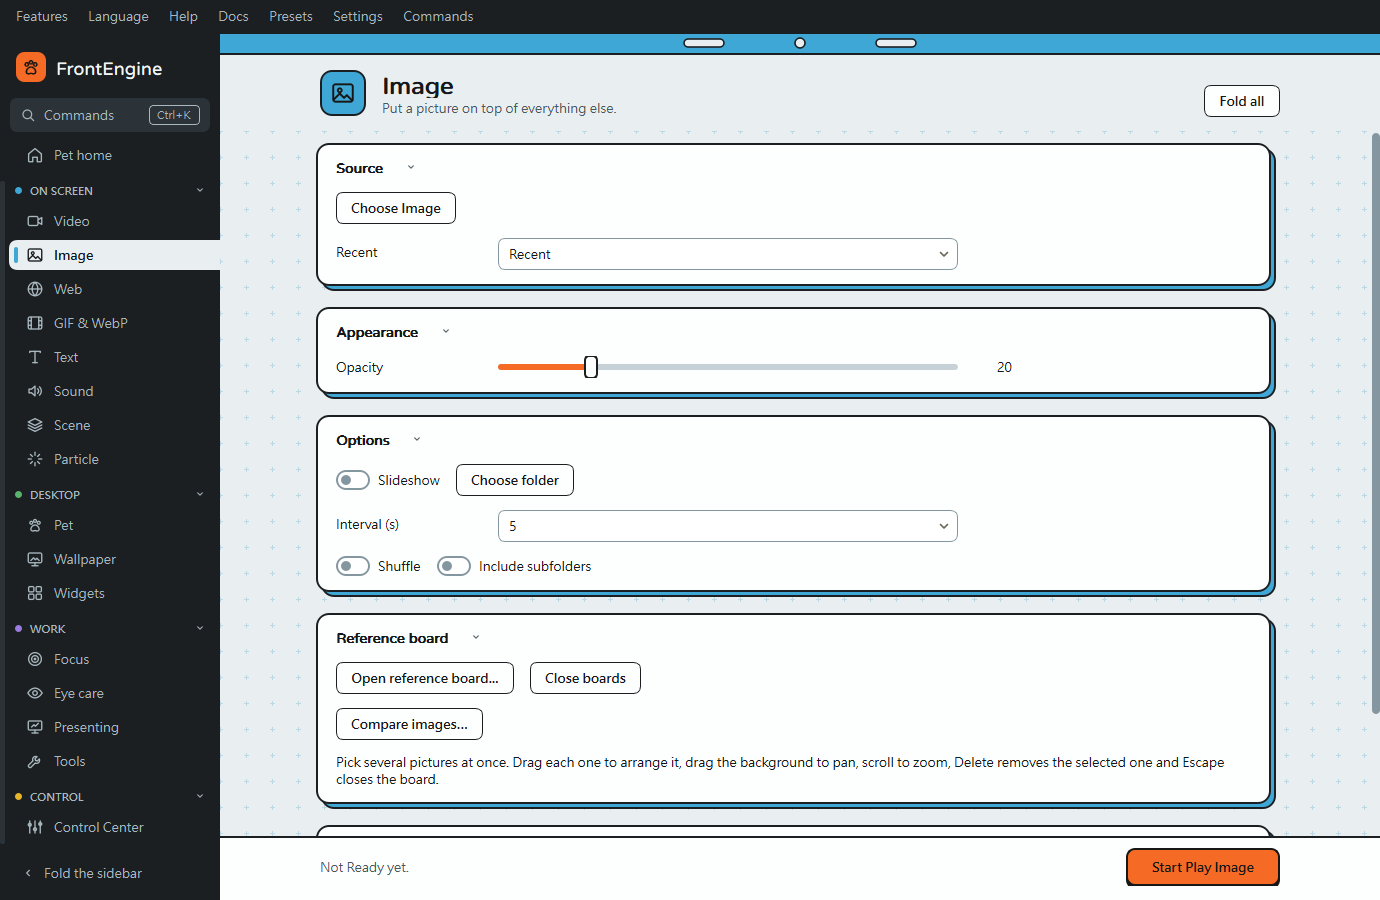 Features Language Help Docs Presets Settings Commands
FrontEngine
Commands Ctrl+K
Pet home
ON SCREEN
Video
Image
Web
GIF & WebP
Text
Sound
Scene
Particle
DESKTOP
Pet
Wallpaper
Widgets
WORK
Focus
Eye care
Presenting
Tools
CONTROL
Control Center
Fold the sidebar
Image
Put a picture on top of everything else.
Fold all
Source
Choose Image
Recent Recent
Appearance
Opacity 20
Options
Slideshow Choose folder
Interval (s) 5
Shuffle Include subfolders
Reference board
Open reference board... Close boards
Compare images...
Pick several pictures at once. Drag each one to arrange it, drag the background to pan, scroll to zoom, Delete removes the selected one and Escape
closes the board.
Not Ready yet.
Start Play Image